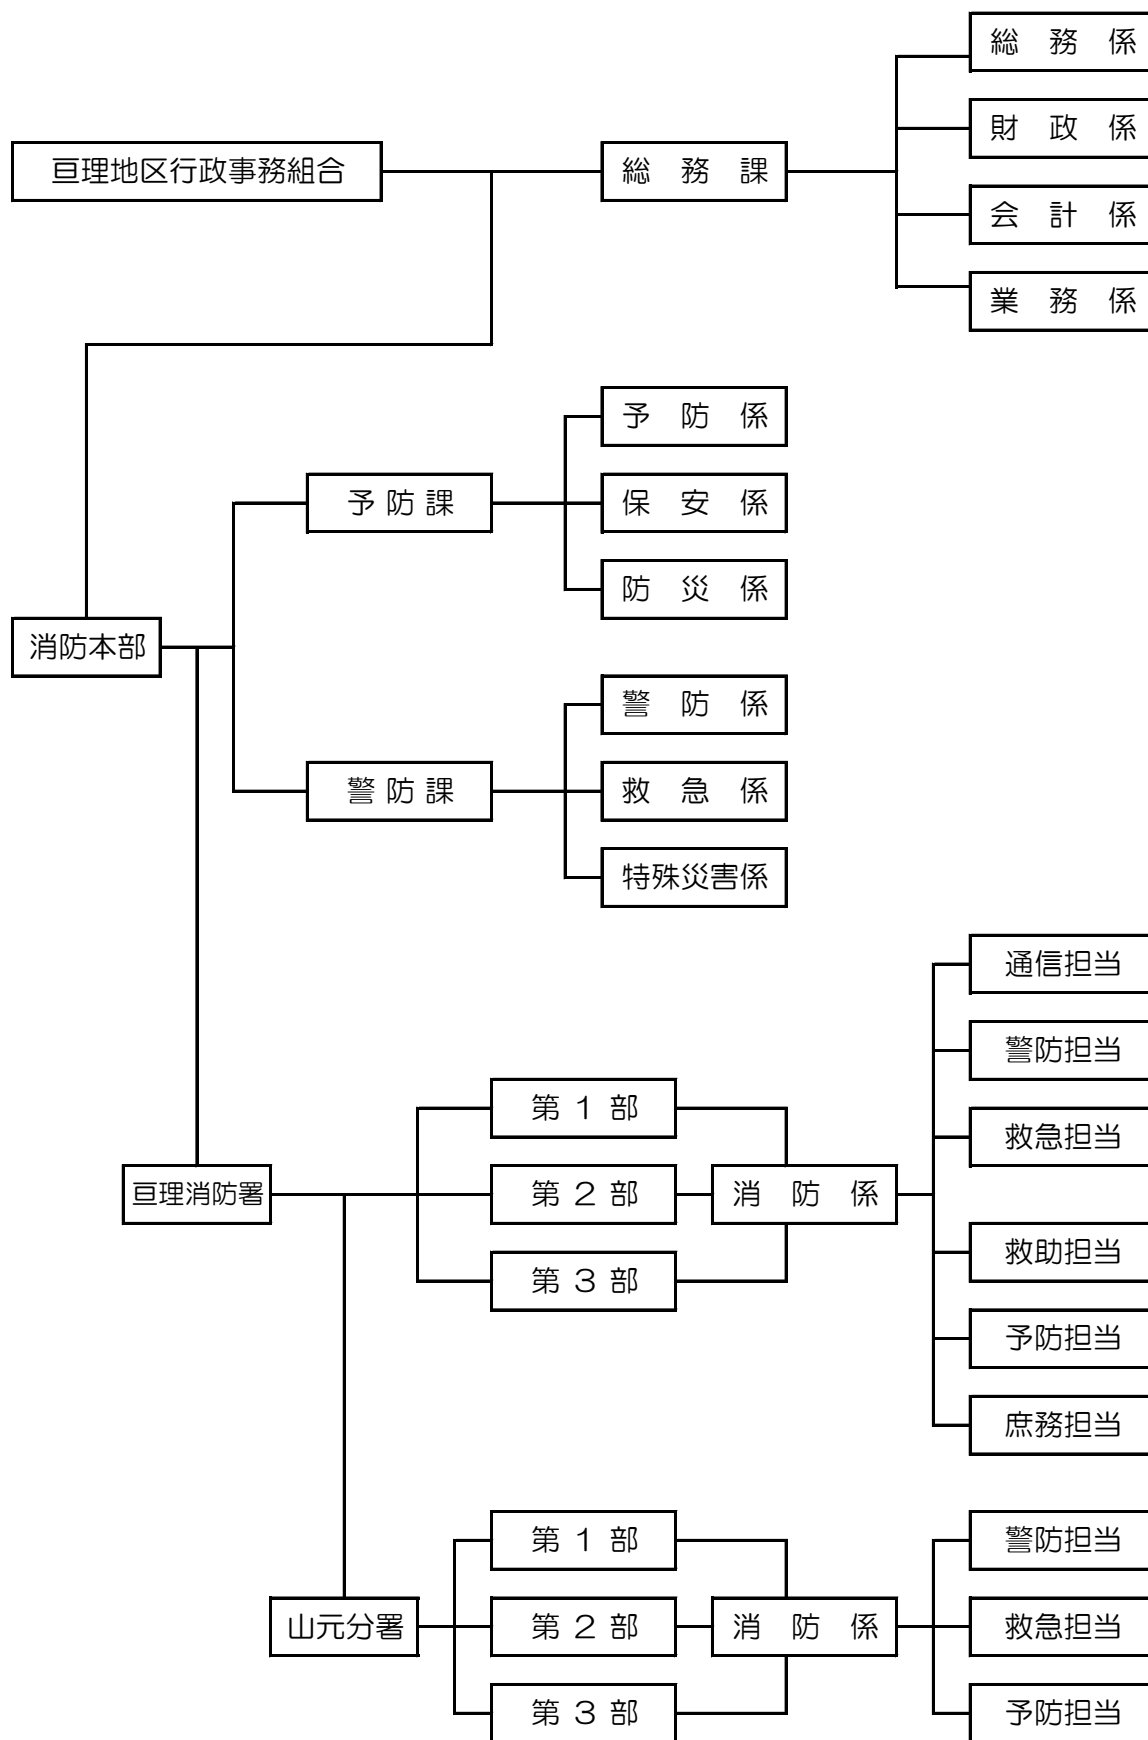 総務係
財政係
亘理地区行政事務組合
総務課
会計係
業務係
予防係
予防課
保安係
防災係
消防本部
警防係
警防課
救急係
特殊災害係
通信担当
警防担当
第1部
救急担当
亘理消防署
第2部
消防係
救助担当
第3部
予防担当
庶務担当
第1部
警防担当
山元分署
第2部
消防係
救急担当
第3部
予防担当